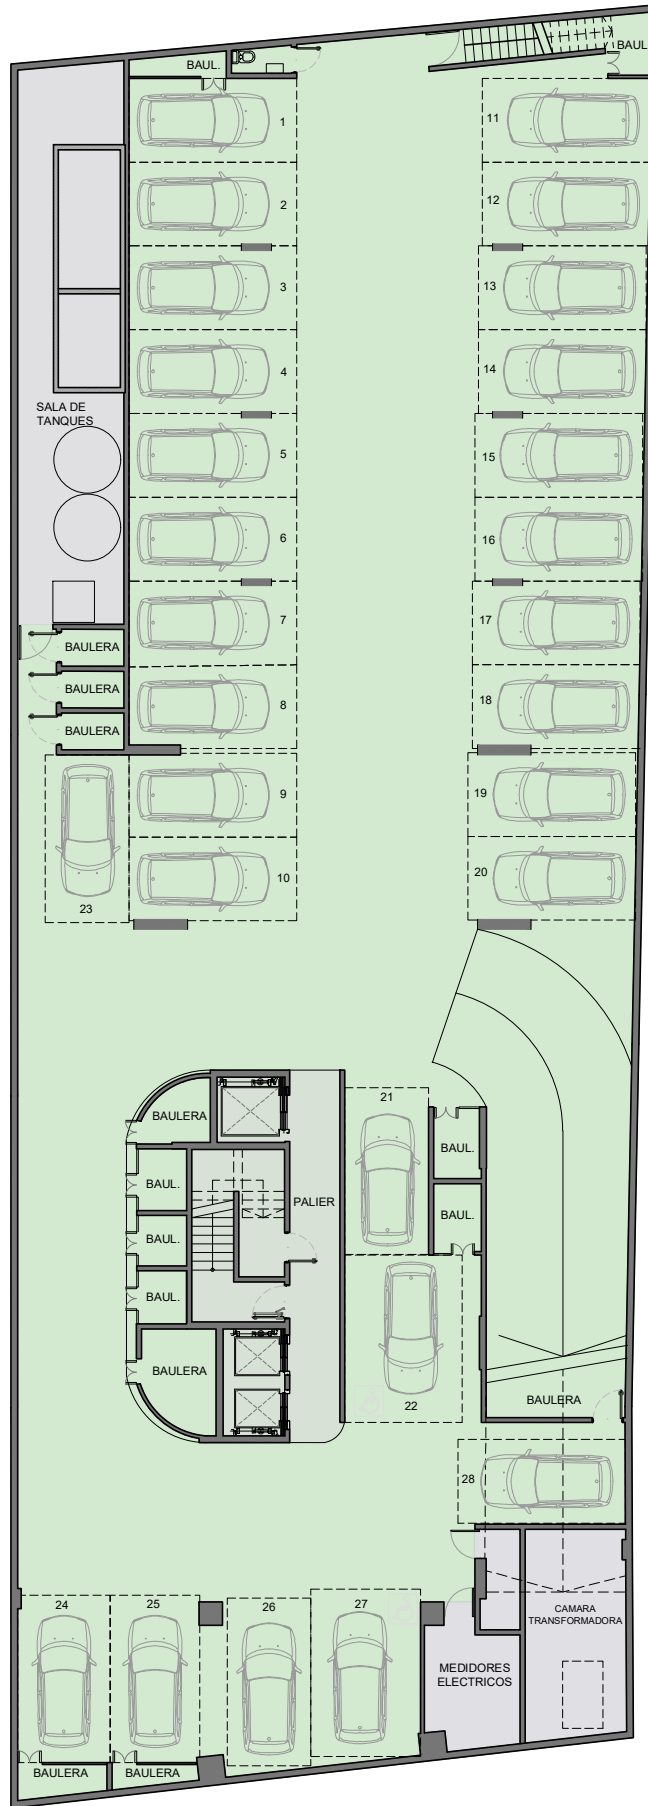 BAUL.
BAUL
1
11
2
12
3
13
4
14
SALA DE
TANQUES
5
15
6
16
7
17
BAULERA
BAULERA
8
18
BAULERA
9
19
10
20
23
21
BAULERA
BAUL.
BAUL.
PALIER
BAUL.
BAUL.
BAUL.
BAULERA
22
BAULERA
28
24
25
26
27
CAMARA
TRANSFORMADORA
MEDIDORES
ELECTRICOS
BAULERA
BAULERA